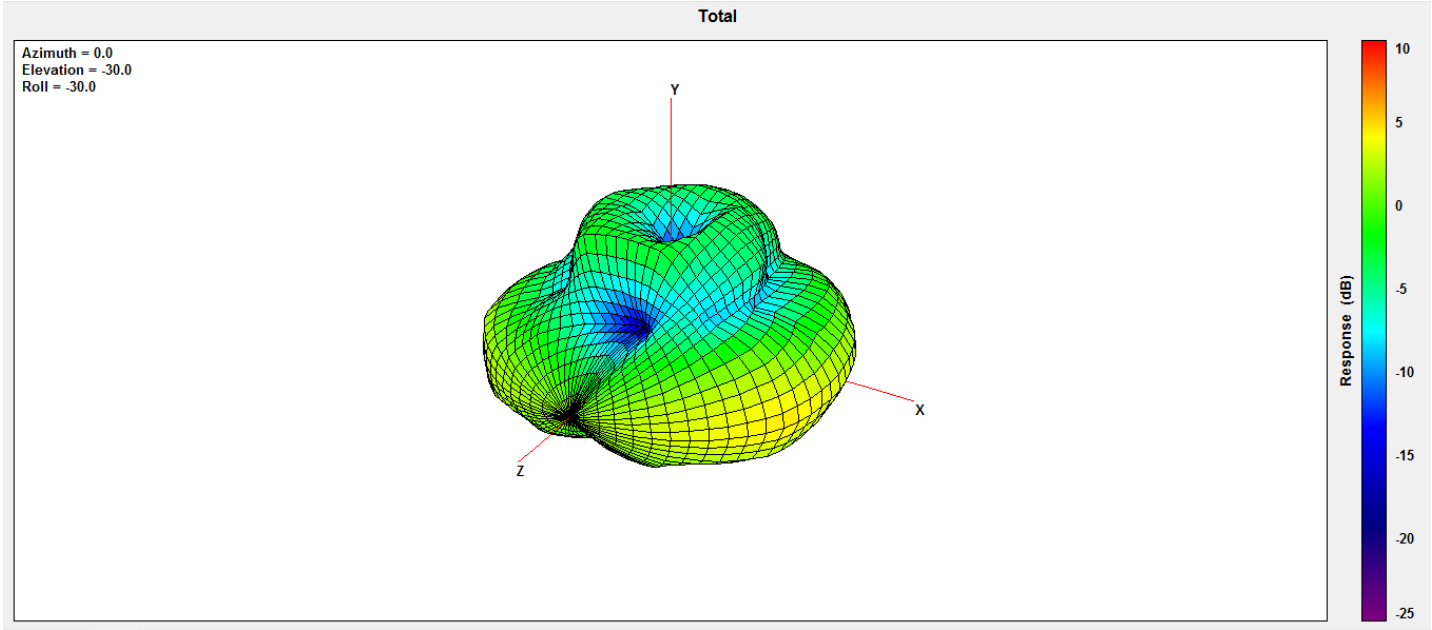 Total
Azimuth = 0.0
Elevation = -30.0
Roll = -30.0
Y
X
Z
10
5
0
-5
-10
-15
-20
-25
Response (dB)